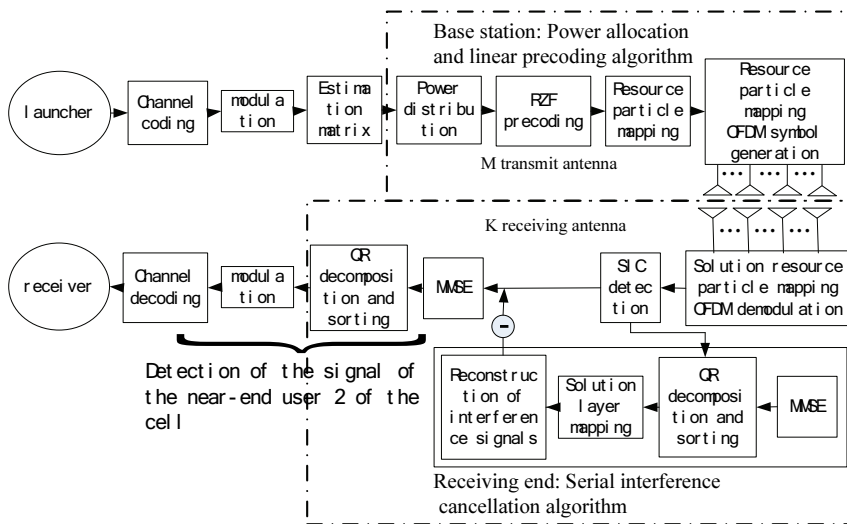 Base station: Power allocation
and linear precoding algorithm
launcher
Channel
coding
modula
tion
Estima
tion
matrix
Power
distribu
tion
RZF
precoding
Resource
particle
mapping
Resource
particle
mapping
OFDM symbol
generation
M transmit antenna
K receiving antenna
receiver
Channel
decoding
modula
tion
QR
decomposi
tion and
sorting
MMSE
SIC
detec
tion
Solution resource
particle mapping
OFDM demodulation
-
Detection of the signal of
the near-end user 2 of the
cell
Reconstruc
tion of
interfer
ence signals
Solution
layer
mapping
QR
decomposi
tion and
sorting
MMSE
Receiving end: Serial interference
cancellation algorithm